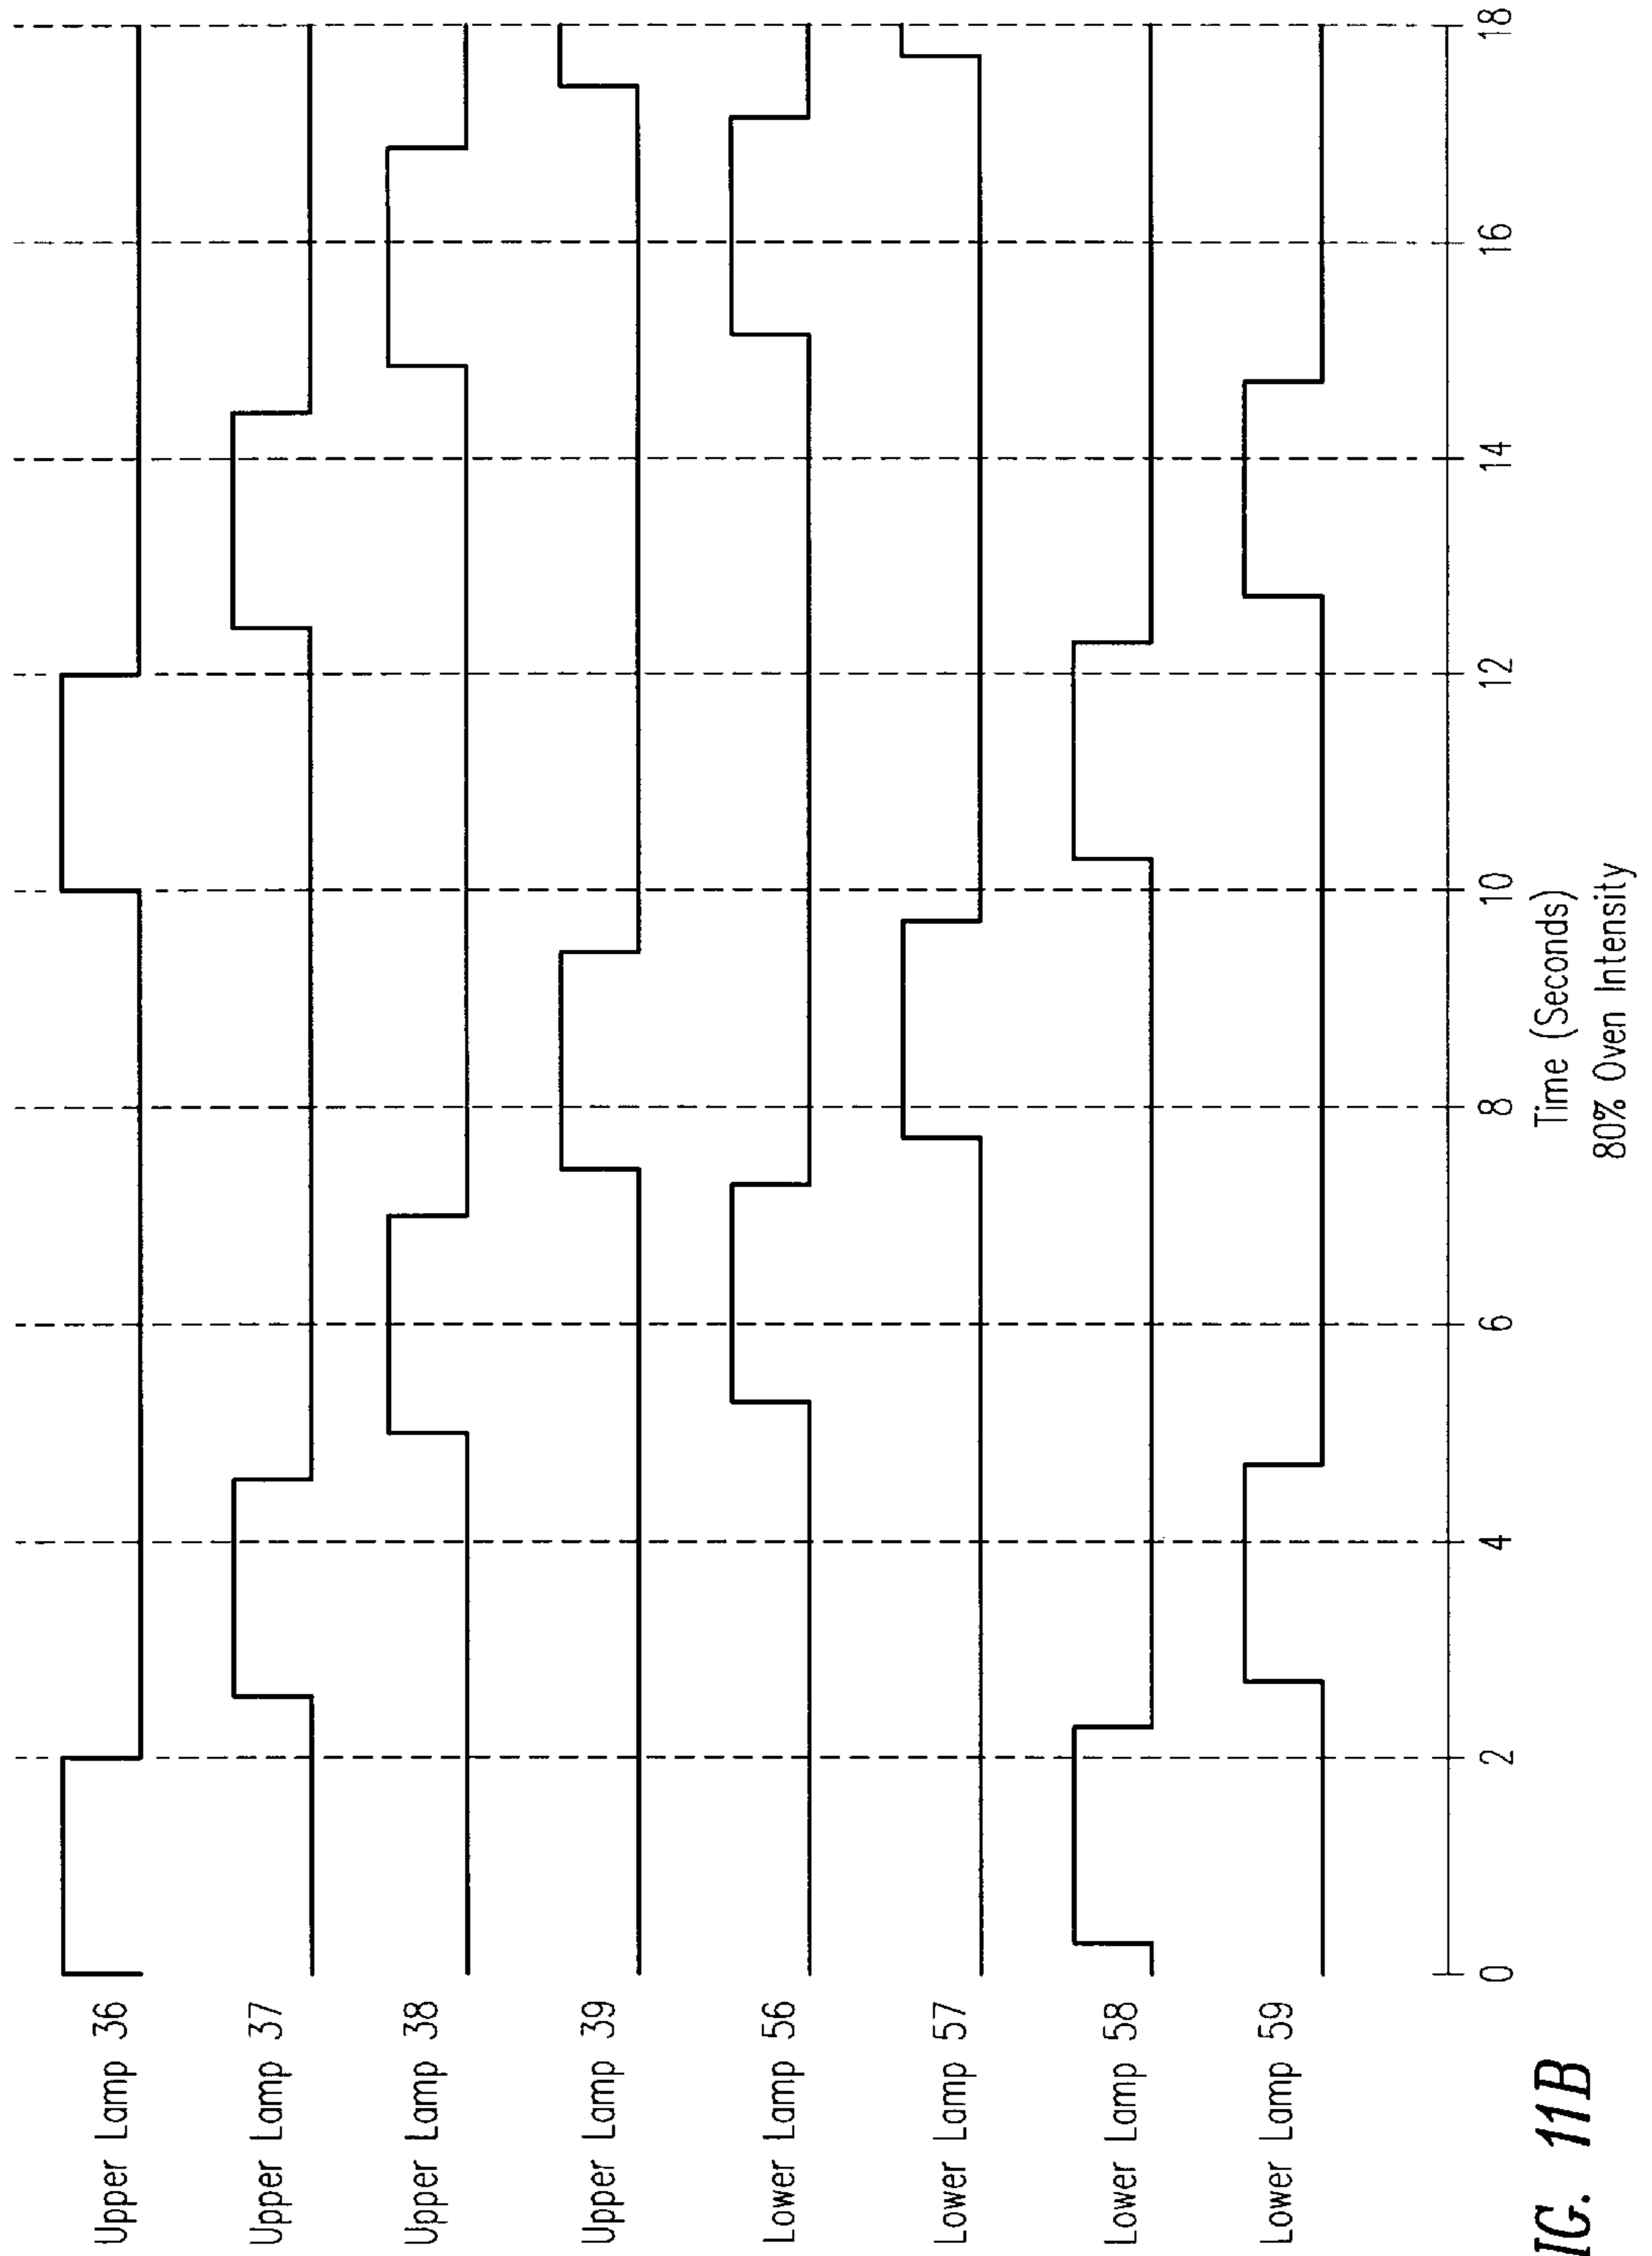 Upper Lamp 36
Upper Lamp 37
Upper Lamp 38
Upper Lamp 39
Lower Lamp 56
Lower Lamp 57
Lower Lamp 58
Lower Lamp 59
0 2 4 6 8 10 12 14 16 18
Time (Seconds)
80% Oven Intensity
IG. 11B